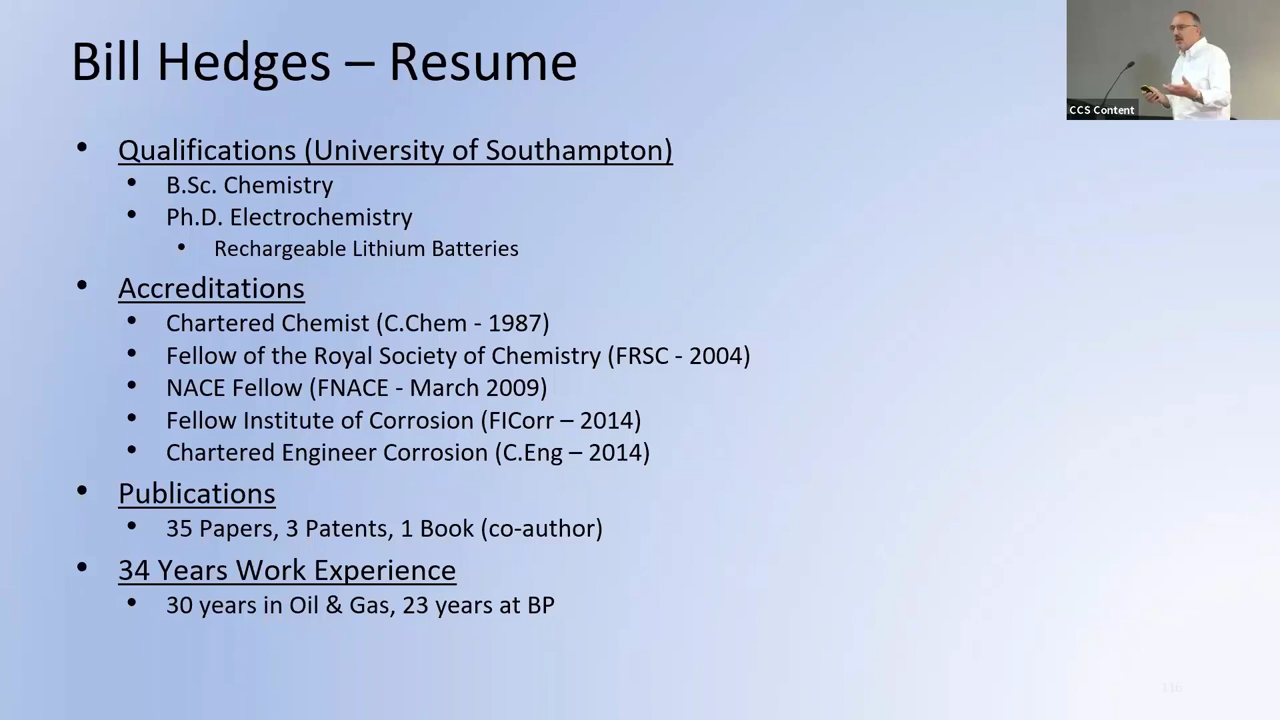 Bill Hedges – Resume
CCS Content
• Qualifications (University of Southampton)
• B.Sc. Chemistry
• Ph.D. Electrochemistry
• Rechargeable Lithium Batteries
• Accreditations
• Chartered Chemist (C.Chem - 1987)
• Fellow of the Royal Society of Chemistry (FRSC - 2004)
• NACE Fellow (FNACE - March 2009)
• Fellow Institute of Corrosion (FICorr – 2014)
• Chartered Engineer Corrosion (C.Eng – 2014)
• Publications
• 35 Papers, 3 Patents, 1 Book (co-author)
• 34 Years Work Experience
• 30 years in Oil & Gas, 23 years at BP